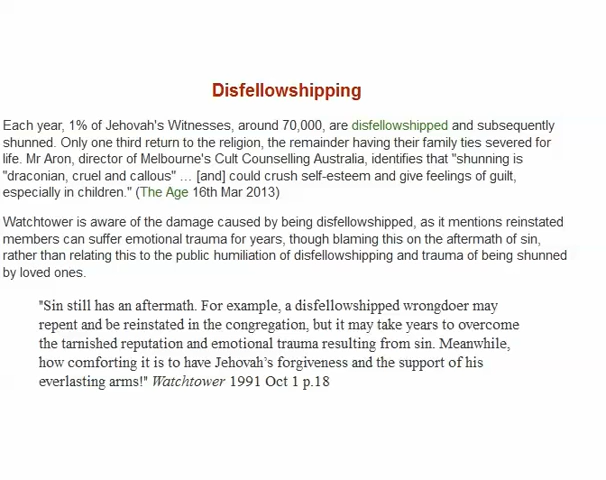 Disfellowshipping
Each year, 1% of Jehovah's Witnesses, around 70,000, are disfellowshipped and subsequently
shunned. Only one third return to the religion, the remainder having their family ties severed for
life. Mr Aron, director of Melbourne's Cult Counselling Australia, identifies that "shunning is
"draconian, cruel and callous" … [and] could crush self-esteem and give feelings of guilt,
especially in children." (The Age 16th Mar 2013)
Watchtower is aware of the damage caused by being disfellowshipped, as it mentions reinstated
members can suffer emotional trauma for years, though blaming this on the aftermath of sin,
rather than relating this to the public humiliation of disfellowshipping and trauma of being shunned
by loved ones.
"Sin still has an aftermath. For example, a disfellowshipped wrongdoer may
repent and be reinstated in the congregation, but it may take years to overcome
the tarnished reputation and emotional trauma resulting from sin. Meanwhile,
how comforting it is to have Jehovah's forgiveness and the support of his
everlasting arms!" Watchtower 1991 Oct 1 p.18